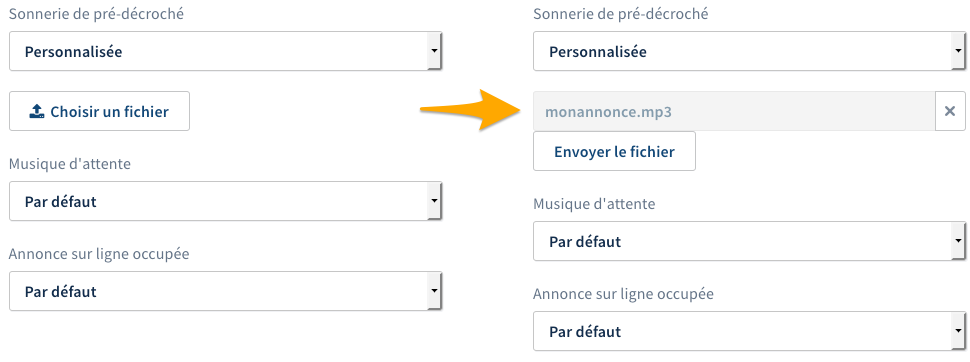 Sonnerie de pré-décroché
Personnalisée
Choisir un fichier
Musique d'attente
Par défaut
Annonce sur ligne occupée
Par défaut
Sonnerie de pré-décroché
Personnalisée
monannonce.mp3
Envoyer le fichier
Musique d'attente
Par défaut
Annonce sur ligne occupée
Par défaut